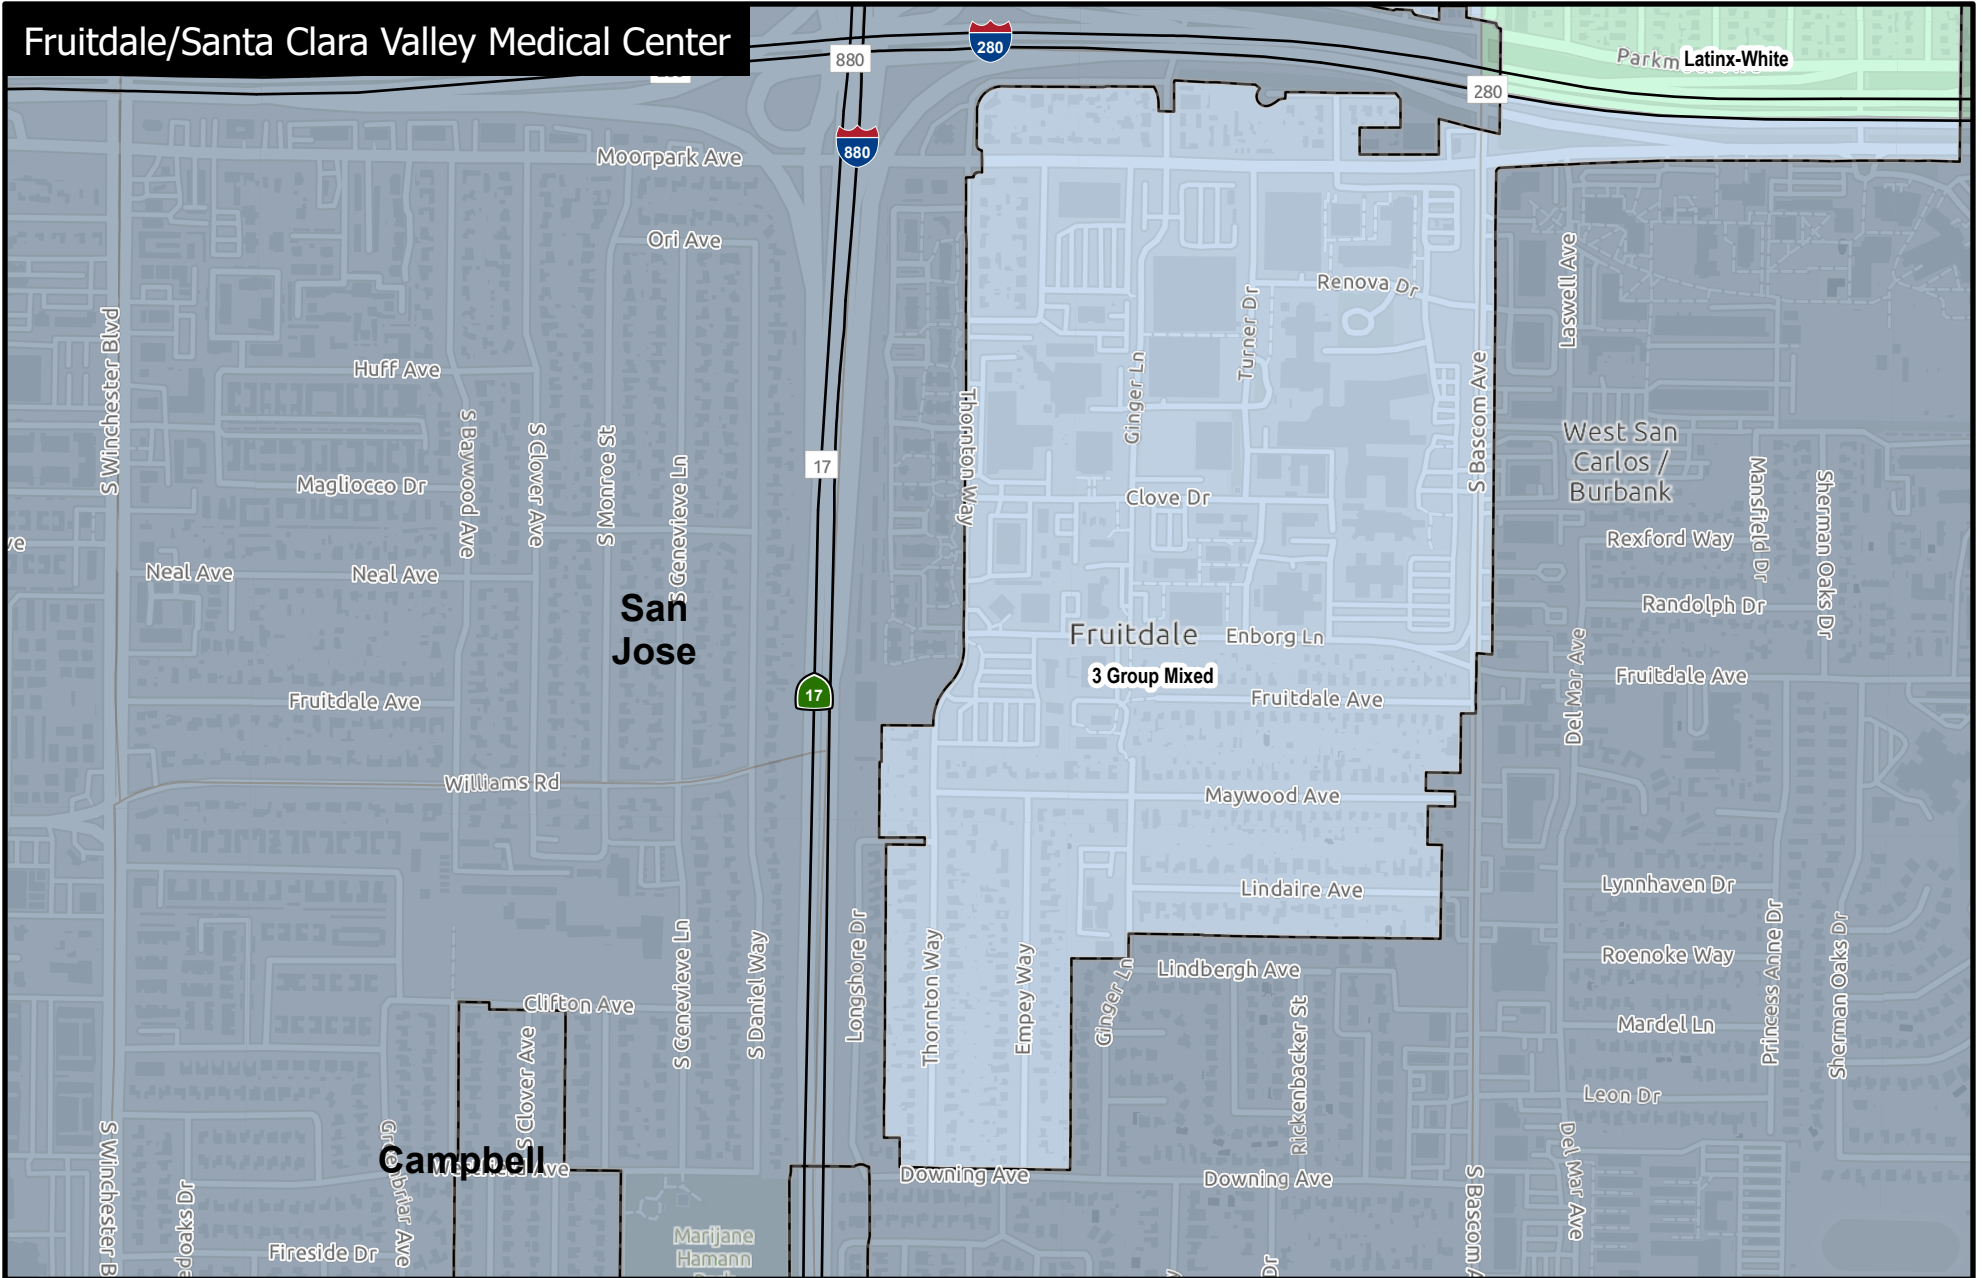 Fruitdale/Santa Clara Valley Medical Center
280
880
Latinx-White
280
880
Moorpark Ave
Ori Ave
Renova Dr
Laswell Ave
Turner Dr
S Winchester Blvd
Huff Ave
Ginger Ln
S Bascom Ave
Thornton Way
West San
Carlos /
Burbank
S Baywood Ave
S Clover Ave
S Monroe St
S Genevieve Ln
17
Magliocco Dr
Clove Dr
Mansfield Dr
Sherman Oaks Dr
Rexford Way
Neal Ave
Neal Ave
Randolph Dr
San
Jose
Fruitdale
Enborg Ln
3 Group Mixed
Fruitdale Ave
Fruitdale Ave
17
Fruitdale Ave
Del Mar Ave
Williams Rd
Maywood Ave
Lindaire Ave
Lynnhaven Dr
Longshore Dr
Thornton Way
Empey Way
S Genevieve Ln
S Daniel Way
Ginger Ln
Lindbergh Ave
Roenoke Way
Princess Anne Dr
Sherman Oaks Dr
Clifton Ave
Rickenbacker St
Mardel Ln
S Clover Ave
Leon Dr
Campbell
Downing Ave
Downing Ave
S Winchester B
Greenbriar Ave
S Bascom A
Del Mar Ave
Marijane
Hamann
Fireside Dr
Dr